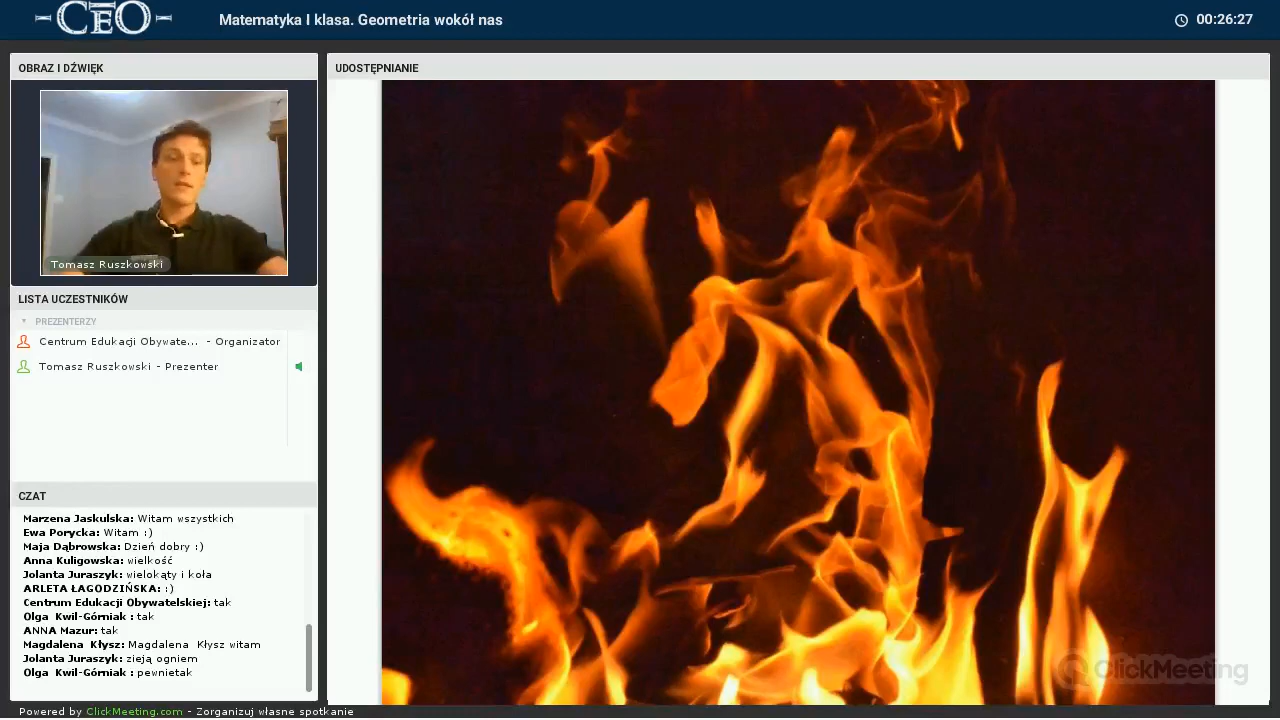 CEO
Matematyka I klasa. Geometria wokół nas
00:26:27
OBRAZ I DŹWIĘK
UDOSTĘPNIANIE
Tomasz Ruszkowski
LISTA UCZESTNIKÓW
PREZENTERZY
Centrum Edukacji Obywate... - Organizator
Tomasz Ruszkowski - Prezenter
CZAT
Marzena Jaskulska: Witam wszystkich
Ewa Porycka: Witam :)
Maja Dąbrowska: Dzień dobry :)
Anna Kuligowska: wielkość
Jolanta Juraszyk: wielokąty i koła
ARLETA ŁAGODZIŃSKA: :)
Centrum Edukacji Obywatelskiej: tak
Olga Kwil-Górniak : tak
ANNA Mazur: tak
Magdalena Kłysz: Magdalena Kłysz witam
Jolanta Juraszyk: zieją ogniem
Olga Kwil-Górniak : pewnietak
ClickMeeting
Powered by ClickMeeting.com - Zorganizuj własne spotkanie